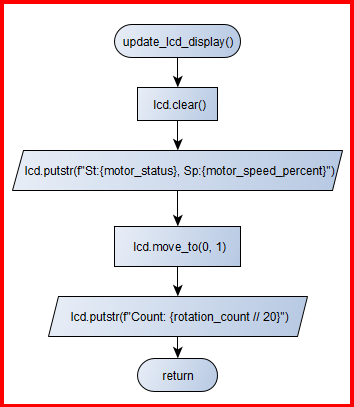 update_lcd_display()
lcd.clear()
lcd.putstr(f"St:{motor_status}, Sp:{motor_speed_percent}")
lcd.move_to(0, 1)
lcd.putstr(f"Count: {rotation_count // 20}")
return